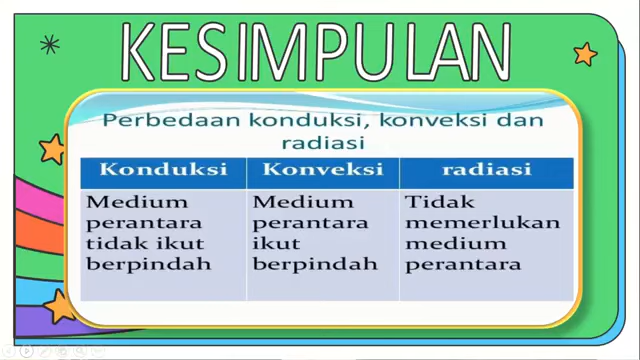 KESIMPULAN
Perbedaan konduksi, konveksi dan
radiasi
Konduksi
Konveksi
radiasi
Medium
perantara
tidak ikut
berpindah
Medium
perantara
ikut
berpindah
Tidak
memerlukan
medium
perantara